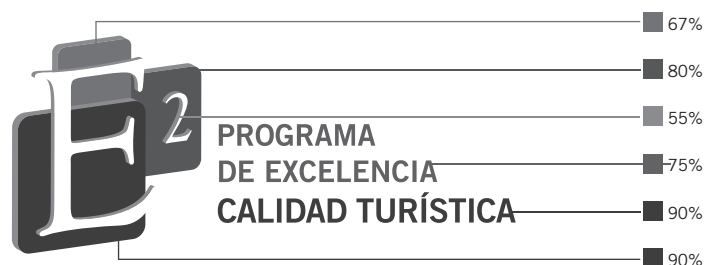 67%
80%
E
2
55%
PROGRAMA
DE EXCELENCIA
75%
CALIDAD TURÍSTICA
90%
90%